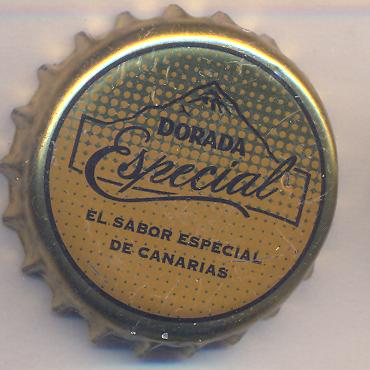 DORADA
Especial
EL SABOR ESPECIAL
DE CANARIAS